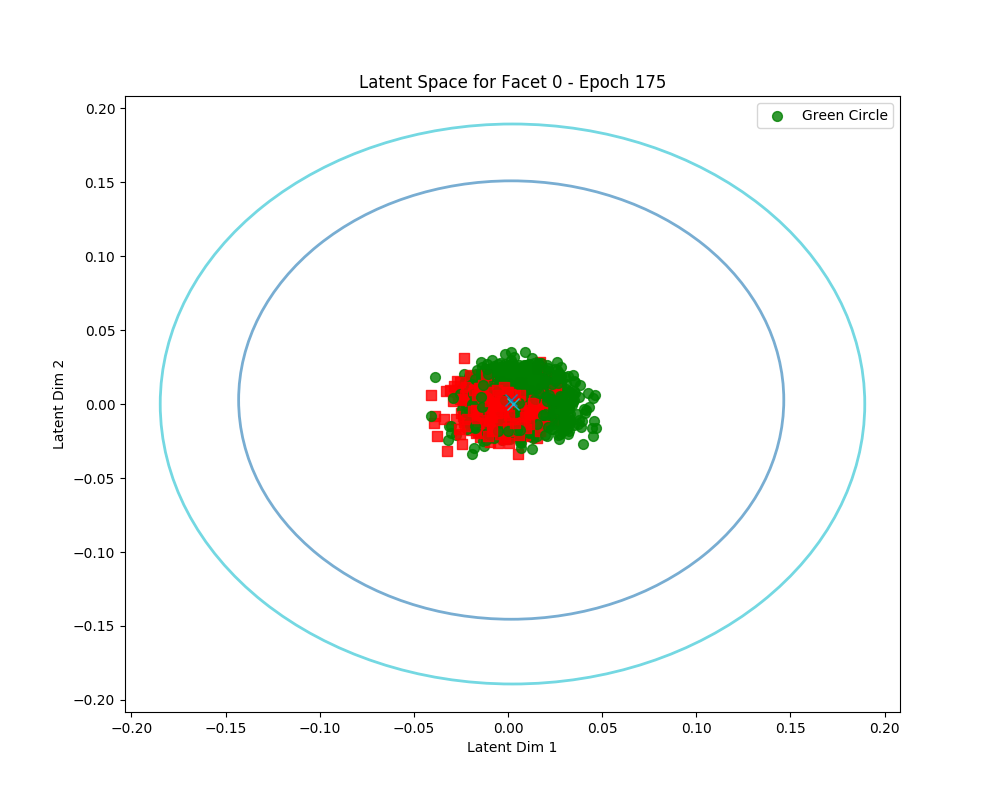 Latent Space for Facet 0 - Epoch 175
Green Circle
0.20
0.15
0.10
0.05
0.00
−0.05
−0.10
−0.15
−0.20
Latent Dim 2
−0.20 −0.15 −0.10 −0.05 0.00 0.05 0.10 0.15 0.20
Latent Dim 1